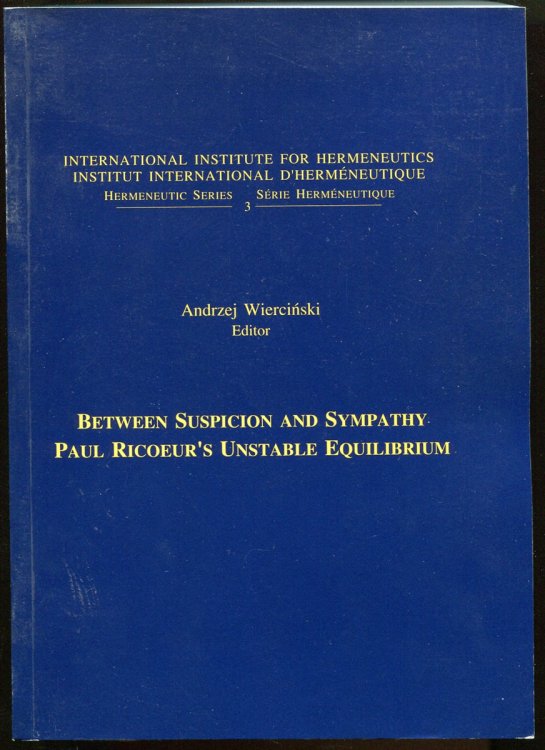 INTERNATIONAL INSTITUTE FOR HERMENEUTICS
INSTITUT INTERNATIONAL D'HERMÉNEUTIQUE
HERMENEUTIC SERIES SÉRIE HERMÉNEUTIQUE
3
Andrzej Wierciński
Editor
BETWEEN SUSPICION AND SYMPATHY
PAUL RICOEUR'S UNSTABLE EQUILIBRIUM